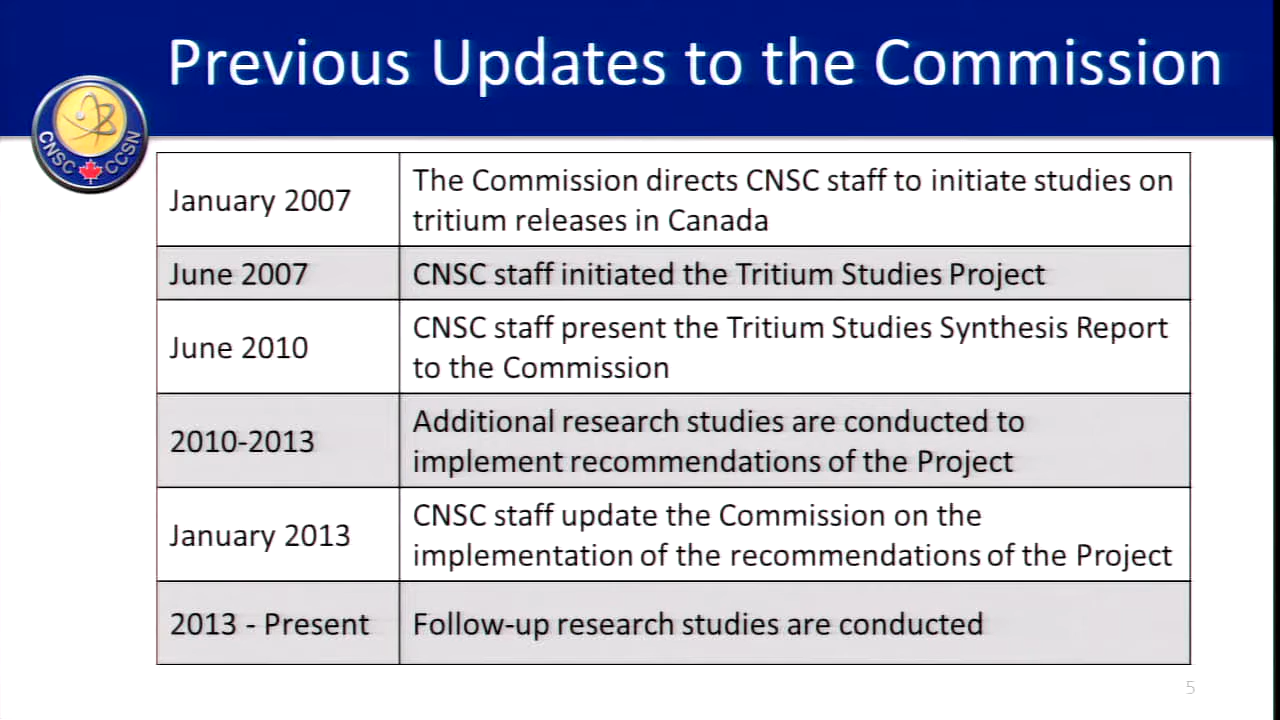 Previous Updates to the Commission
CNSC CCSN
January 2007
The Commission directs CNSC staff to initiate studies on
tritium releases in Canada
June 2007
CNSC staff initiated the Tritium Studies Project
June 2010
CNSC staff present the Tritium Studies Synthesis Report
to the Commission
2010-2013
Additional research studies are conducted to
implement recommendations of the Project
January 2013
CNSC staff update the Commission on the
implementation of the recommendations of the Project
2013 - Present
Follow-up research studies are conducted
5